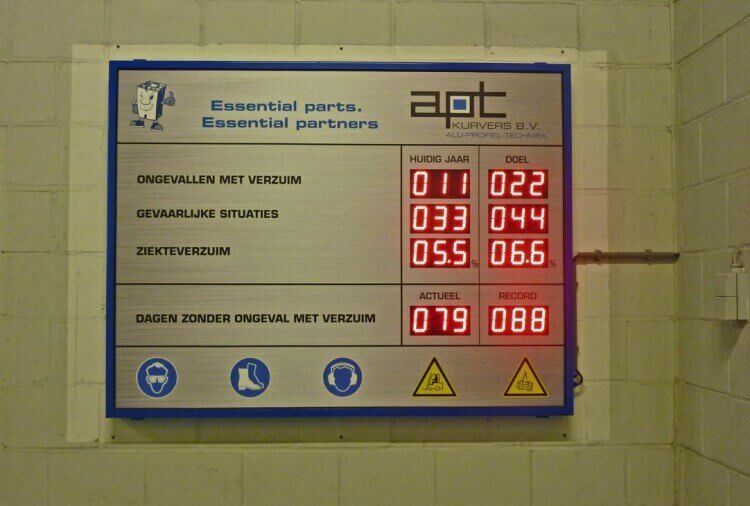 Essential parts.
Essential partners
apt
KURVERS B.V.
ALU-PROFIEL-TECHNIEK
HUIDIG JAAR DOEL
ONGEVALLEN MET VERZUIM 011 022
GEVAARLIJKE SITUATIES 033 044
ZIEKTEVERZUIM 05.5 % 06.6 %
ACTUEEL RECORD
DAGEN ZONDER ONGEVAL MET VERZUIM 079 088